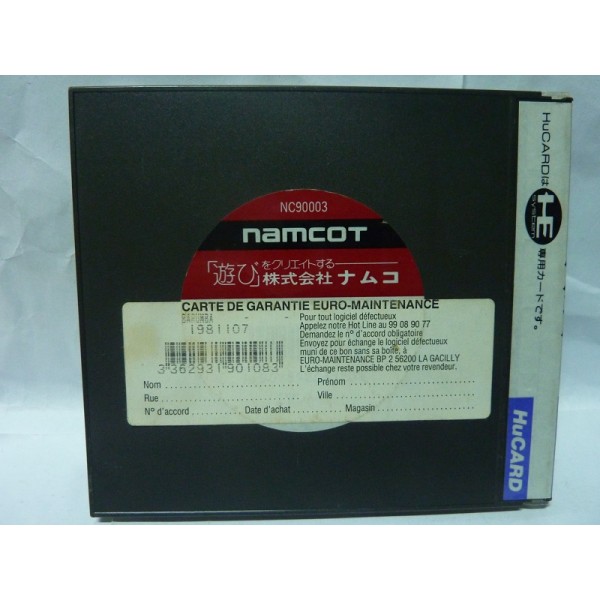 NC90003
namcot
「遊び」をクリエイトする
株式会社ナムコ
CARTE DE GARANTIE EURO-MAINTENANCE
1981107
3 362931 901083
Pour tout logiciel défectueux
Appelez notre Hot Line au 99 08 90 77
Demandez le n° d'accord obligatoire
Envoyez pour échange le logiciel défectueux
muni de ce bon sans sa boîte, à
EURO-MAINTENANCE BP 2 56200 LA GACILLY
L'échange reste possible chez votre revendeur.
Nom Prénom
Rue Ville
N° d'accord Date d'achat Magasin
HuCARDは HE SYSTEM 専用カードです。
HuCARD